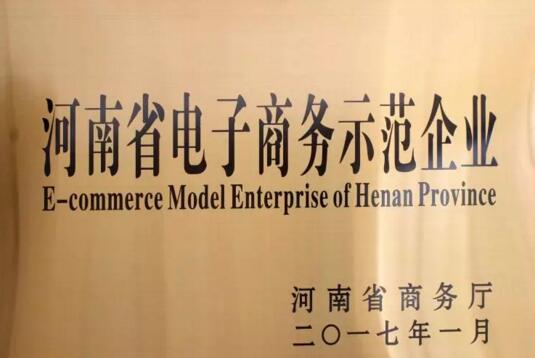 河南省电子商务示范企业
E-commerce Model Enterprise of Henan Province
河南省商务厅
二〇一七年一月